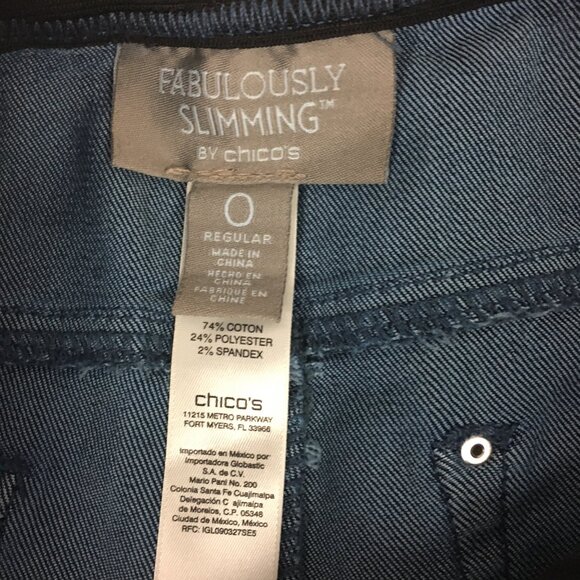 FABULOUSLY
SLIMMING™
BY chico's
0
REGULAR
MADE IN
CHINA
HECHO EN
CHINA
FABRIQUÉ EN
CHINE
74% COTON
24% POLYESTER
2% SPANDEX
chico's
11215 METRO PARKWAY
FORT MYERS, FL 33966
Importado en México por:
Importadora Globastic
S.A. de C.V.
Mario Pani No. 200
Colonia Santa Fe Cuajimalpa
Delegación C ajimalpa
de Morelos, C.P. 05348
Ciudad de México, México
RFC: IGL090327SE5